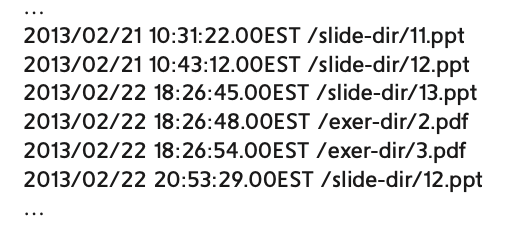 ...
2013/02/21 10:31:22.00EST /slide-dir/11.ppt
2013/02/21 10:43:12.00EST /slide-dir/12.ppt
2013/02/22 18:26:45.00EST /slide-dir/13.ppt
2013/02/22 18:26:48.00EST /exer-dir/2.pdf
2013/02/22 18:26:54.00EST /exer-dir/3.pdf
2013/02/22 20:53:29.00EST /slide-dir/12.ppt
...